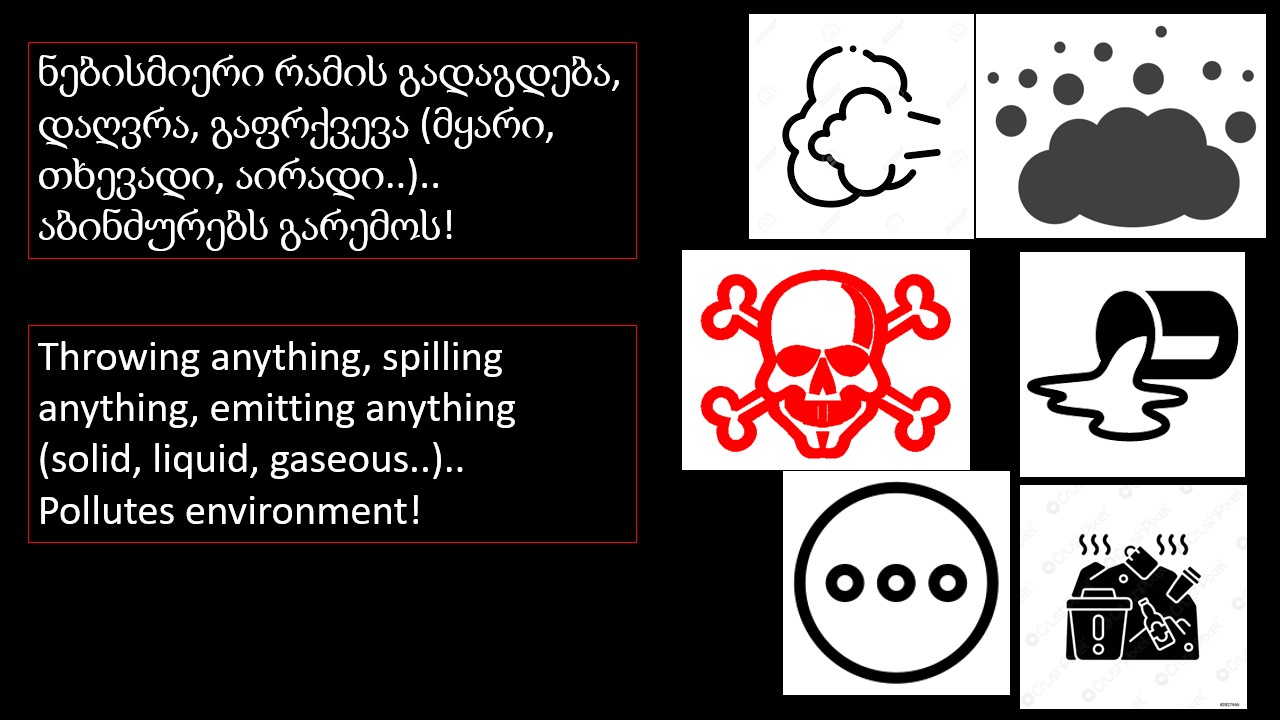 ნებისმიერი რამის გადაგდება,
დაღვრა, გაფრქვევა (მყარი,
თხევადი, აირადი..)..
აბინძურებს გარემოს!
Throwing anything, spilling
anything, emitting anything
(solid, liquid, gaseous..)..
Pollutes environment!